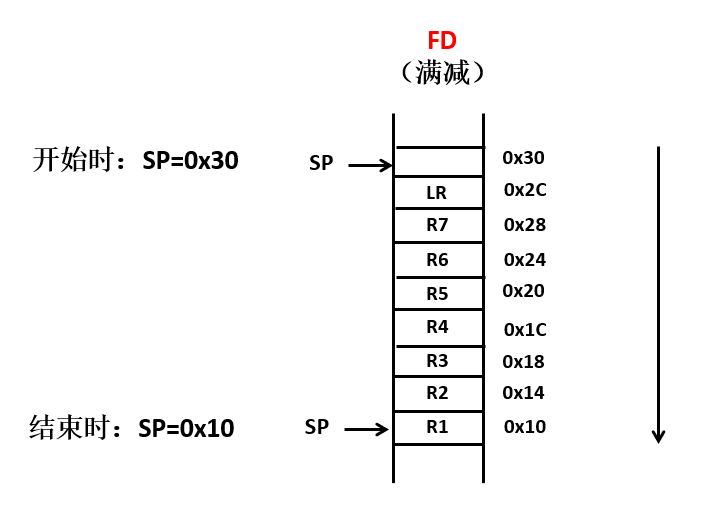 FD
（满减）
开始时：SP=0x30
SP
0x30
LR
0x2C
R7
0x28
R6
0x24
R5
0x20
R4
0x1C
R3
0x18
R2
0x14
结束时：SP=0x10
SP
R1
0x10